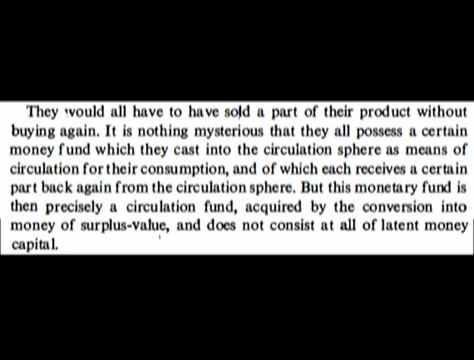 They would all have to have sold a part of their product without
buying again. It is nothing mysterious that they all possess a certain
money fund which they cast into the circulation sphere as means of
circulation for their consumption, and of which each receives a certain
part back again from the circulation sphere. But this monetary fund is
then precisely a circulation fund, acquired by the conversion into
money of surplus-value, and does not consist at all of latent money
capital.